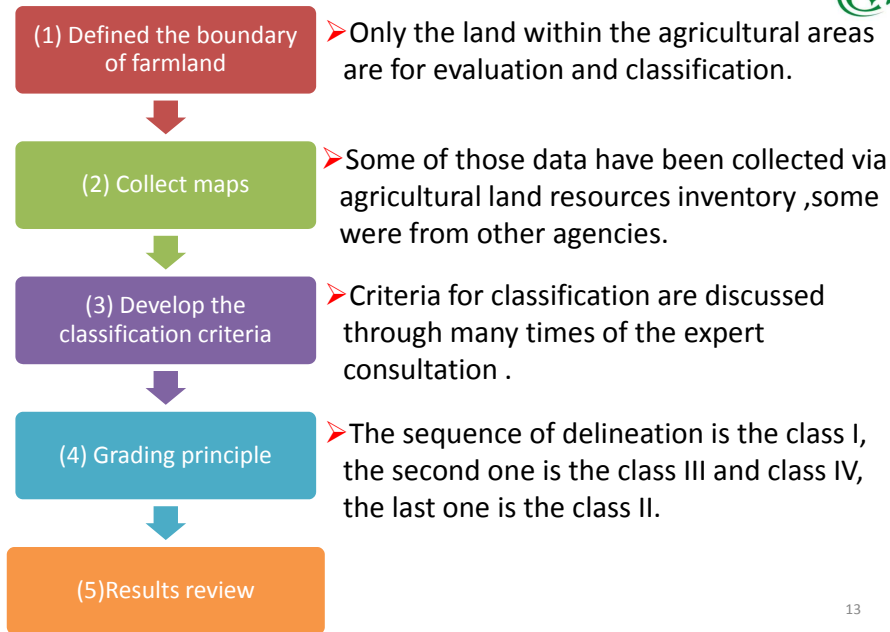 (1) Defined the boundary
of farmland
➢Only the land within the agricultural areas
are for evaluation and classification.
(2) Collect maps
➢Some of those data have been collected via
agricultural land resources inventory ,some
were from other agencies.
(3) Develop the
classification criteria
➢Criteria for classification are discussed
through many times of the expert
consultation .
(4) Grading principle
➢The sequence of delineation is the class I,
the second one is the class III and class IV,
the last one is the class II.
(5)Results review
13